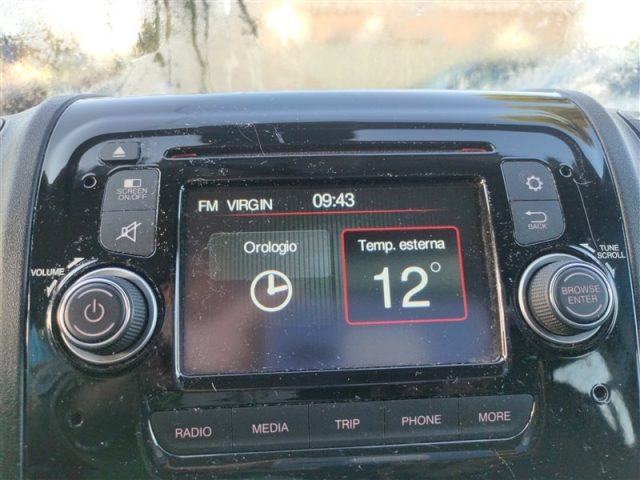 SCREEN
ON/OFF
FM VIRGIN 09:43
BACK
Orologio
Temp. esterna
12°
VOLUME
TUNE
SCROLL
BROWSE
ENTER
RADIO MEDIA TRIP PHONE MORE